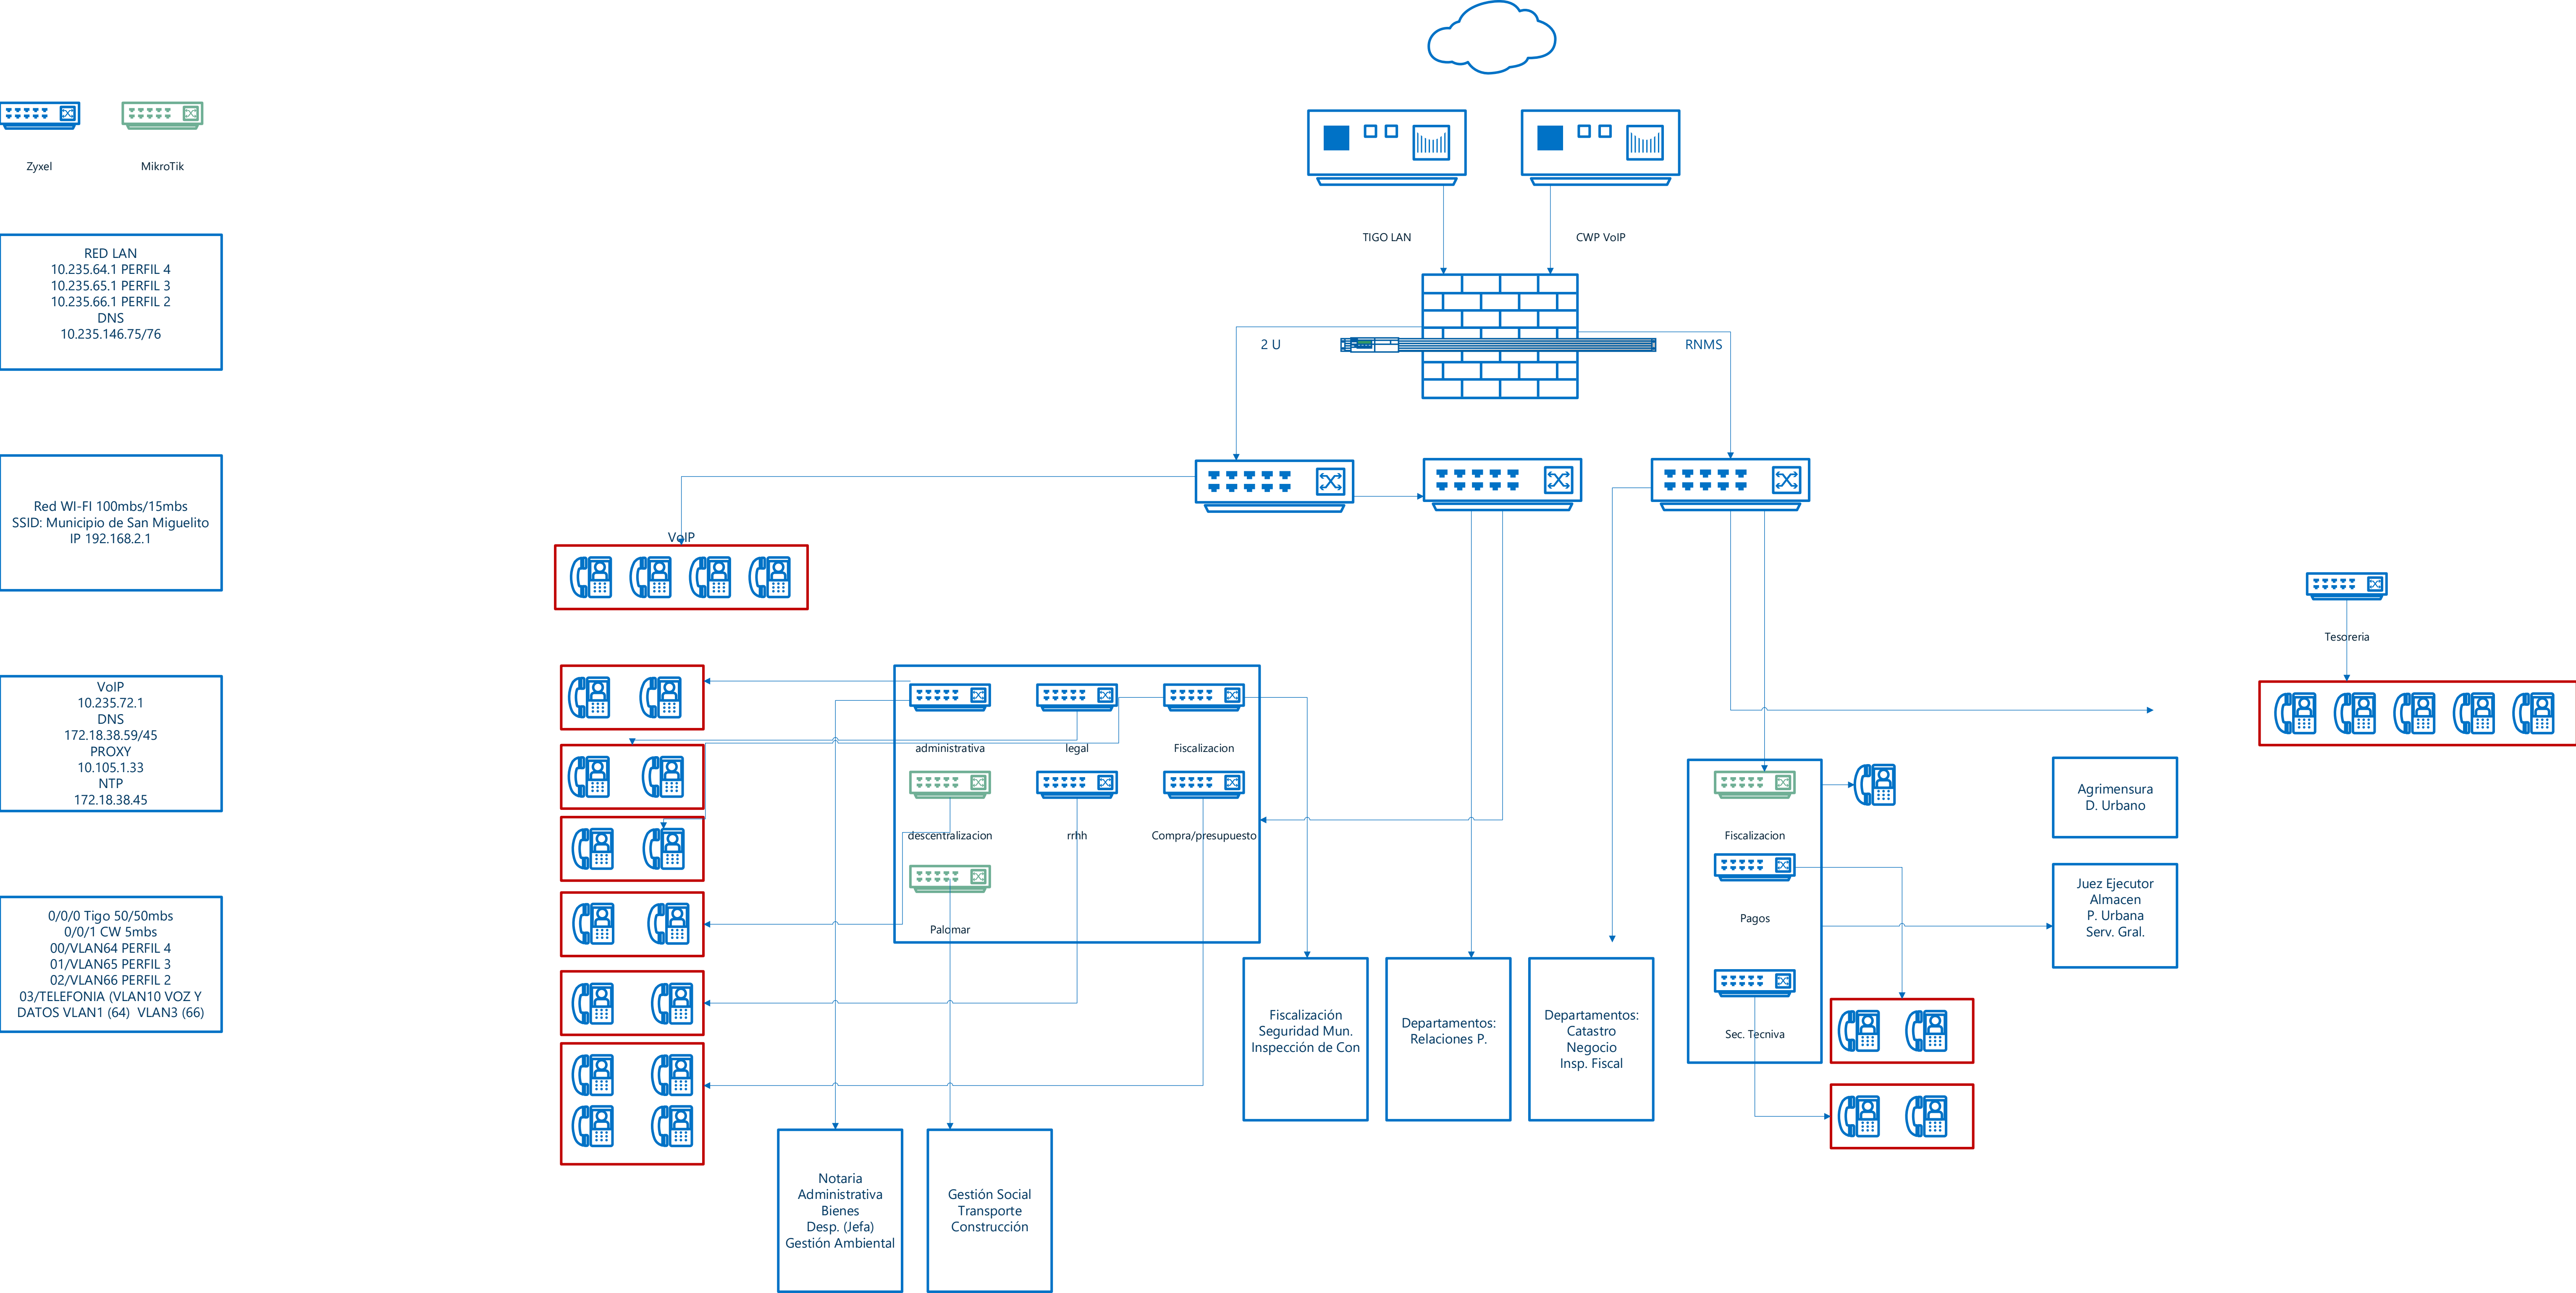 Zyxel
MikroTik
RED LAN
10.235.64.1 PERFIL 4
10.235.65.1 PERFIL 3
10.235.66.1 PERFIL 2
DNS
10.235.146.75/76
Red WI-FI 100mbs/15mbs
SSID: Municipio de San Miguelito
IP 192.168.2.1
VoIP
10.235.72.1
DNS
172.18.38.59/45
PROXY
10.105.1.33
NTP
172.18.38.45
0/0/0 Tigo 50/50mbs
0/0/1 CW 5mbs
00/VLAN64 PERFIL 4
01/VLAN65 PERFIL 3
02/VLAN66 PERFIL 2
03/TELEFONIA (VLAN10 VOZ Y
DATOS VLAN1 (64) VLAN3 (66)
TIGO LAN
CWP VoIP
2 U
RNMS
VoIP
Tesoreria
administrativa
legal
Fiscalizacion
descentralizacion
rrhh
Compra/presupuesto
Palomar
Fiscalizacion
Pagos
Sec. Tecniva
Agrimensura
D. Urbano
Juez Ejecutor
Almacen
P. Urbana
Serv. Gral.
Fiscalización
Seguridad Mun.
Inspección de Con
Departamentos:
Relaciones P.
Departamentos:
Catastro
Negocio
Insp. Fiscal
Notaria
Administrativa
Bienes
Desp. (Jefa)
Gestión Ambiental
Gestión Social
Transporte
Construcción